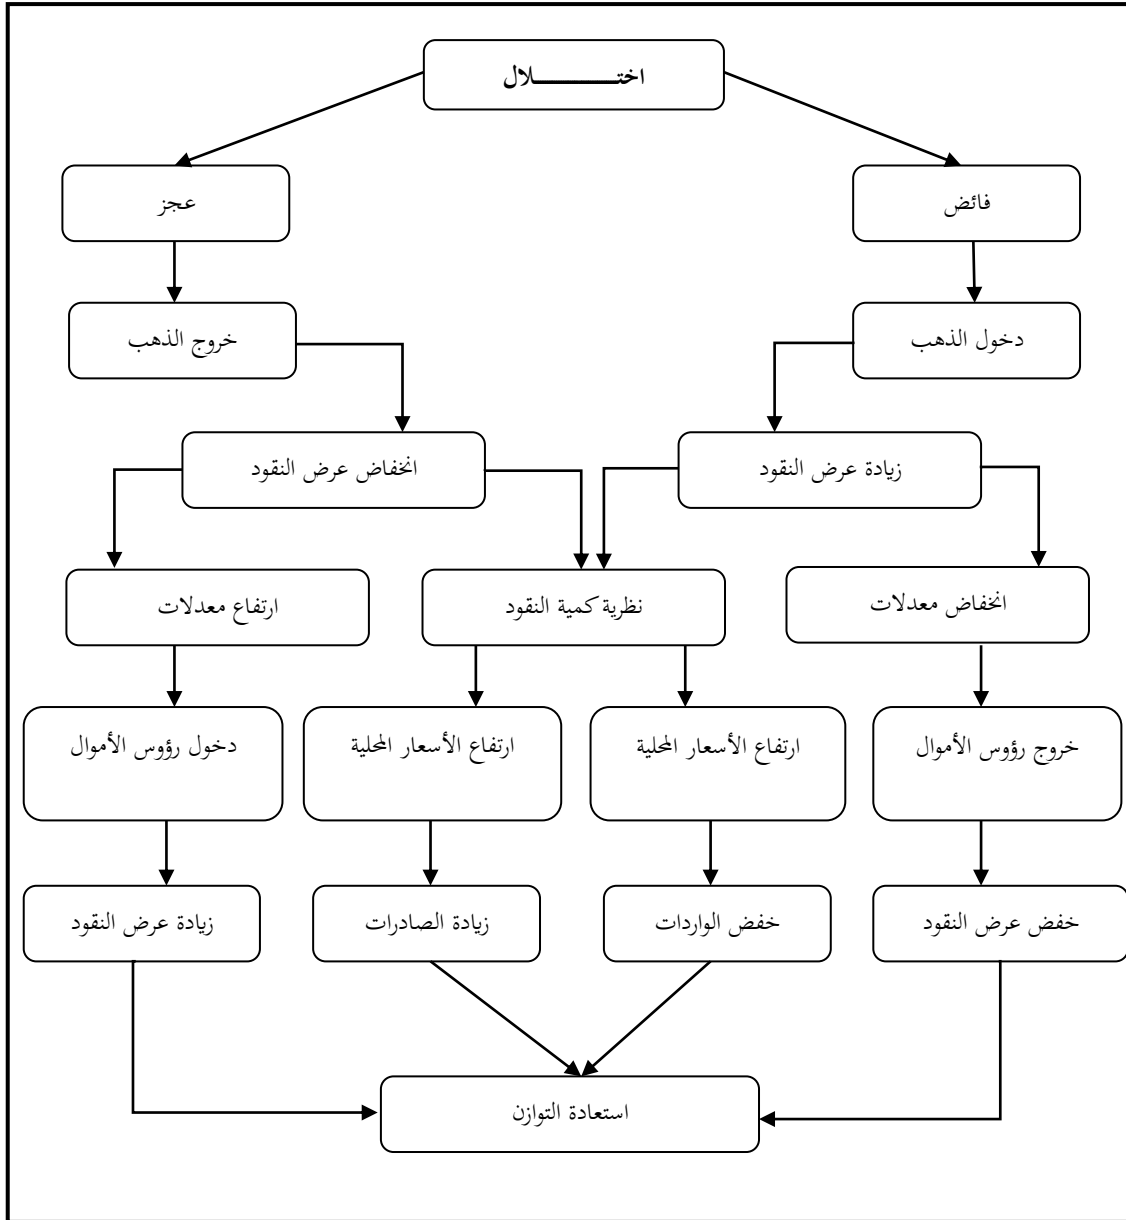 اختــــــــــلال
فائض
عجز
دخول الذهب
خروج الذهب
زيادة عرض النقود
انخفاض عرض النقود
انخفاض معدلات
نظرية كمية النقود
ارتفاع معدلات
خروج رؤوس الأموال
ارتفاع الأسعار المحلية
ارتفاع الأسعار المحلية
دخول رؤوس الأموال
خفض عرض النقود
خفض الواردات
زيادة الصادرات
زيادة عرض النقود
استعادة التوازن